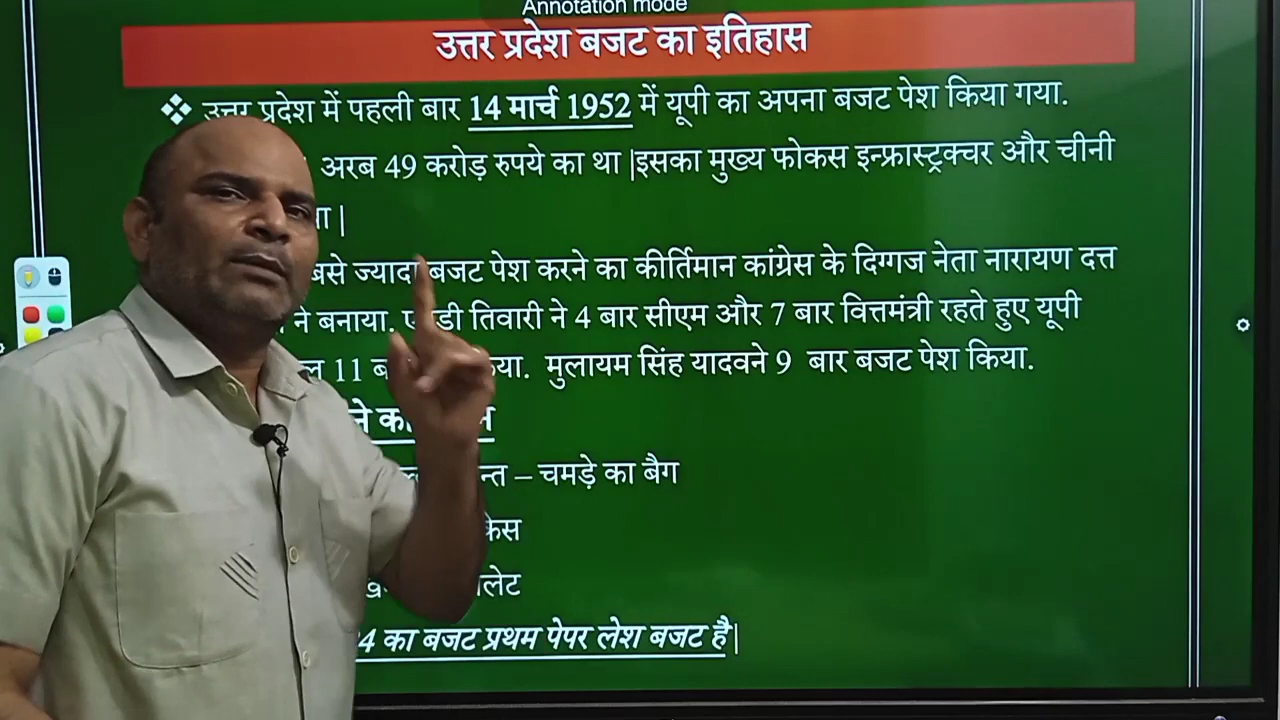 Annotation mode
उत्तर प्रदेश बजट का इतिहास
❖ उत्तर प्रदेश में पहली बार 14 मार्च 1952 में यूपी का अपना बजट पेश किया गया.
अरब 49 करोड़ रुपये का था |इसका मुख्य फोकस इन्फ्रास्ट्रक्चर और चीनी
|
ज्यादा बजट पेश करने का कीर्तिमान कांग्रेस के दिग्गज नेता नारायण दत्त
ने बनाया. तिवारी ने 4 बार सीएम और 7 बार वित्तमंत्री रहते हुए यूपी
11 मुलायम सिंह यादवने 9 बार बजट पेश किया.
– चमड़े का बैग
का बजट प्रथम पेपर लेश बजट है|